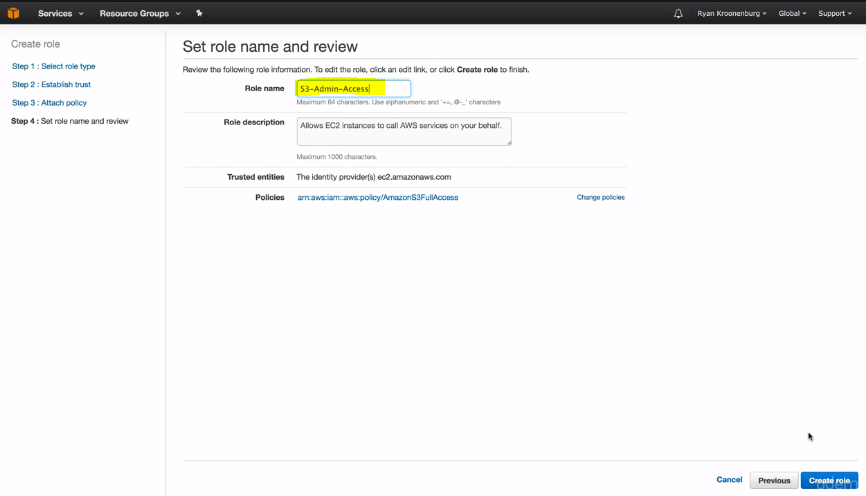 Services Resource Groups Ryan Kroonenburg Global Support
Create role
Step 1 : Select role type
Step 2 : Establish trust
Step 3 : Attach policy
Step 4 : Set role name and review
Set role name and review
Review the following role information. To edit the role, click an edit link, or click Create role to finish.
Role name S3-Admin-Access
Maximum 64 characters. Use alphanumeric and '+=,.@-_' characters
Role description Allows EC2 instances to call AWS services on your behalf.
Maximum 1000 characters.
Trusted entities The identity provider(s) ec2.amazonaws.com
Policies arn:aws:iam::aws:policy/AmazonS3FullAccess Change policies
Cancel Previous Create role